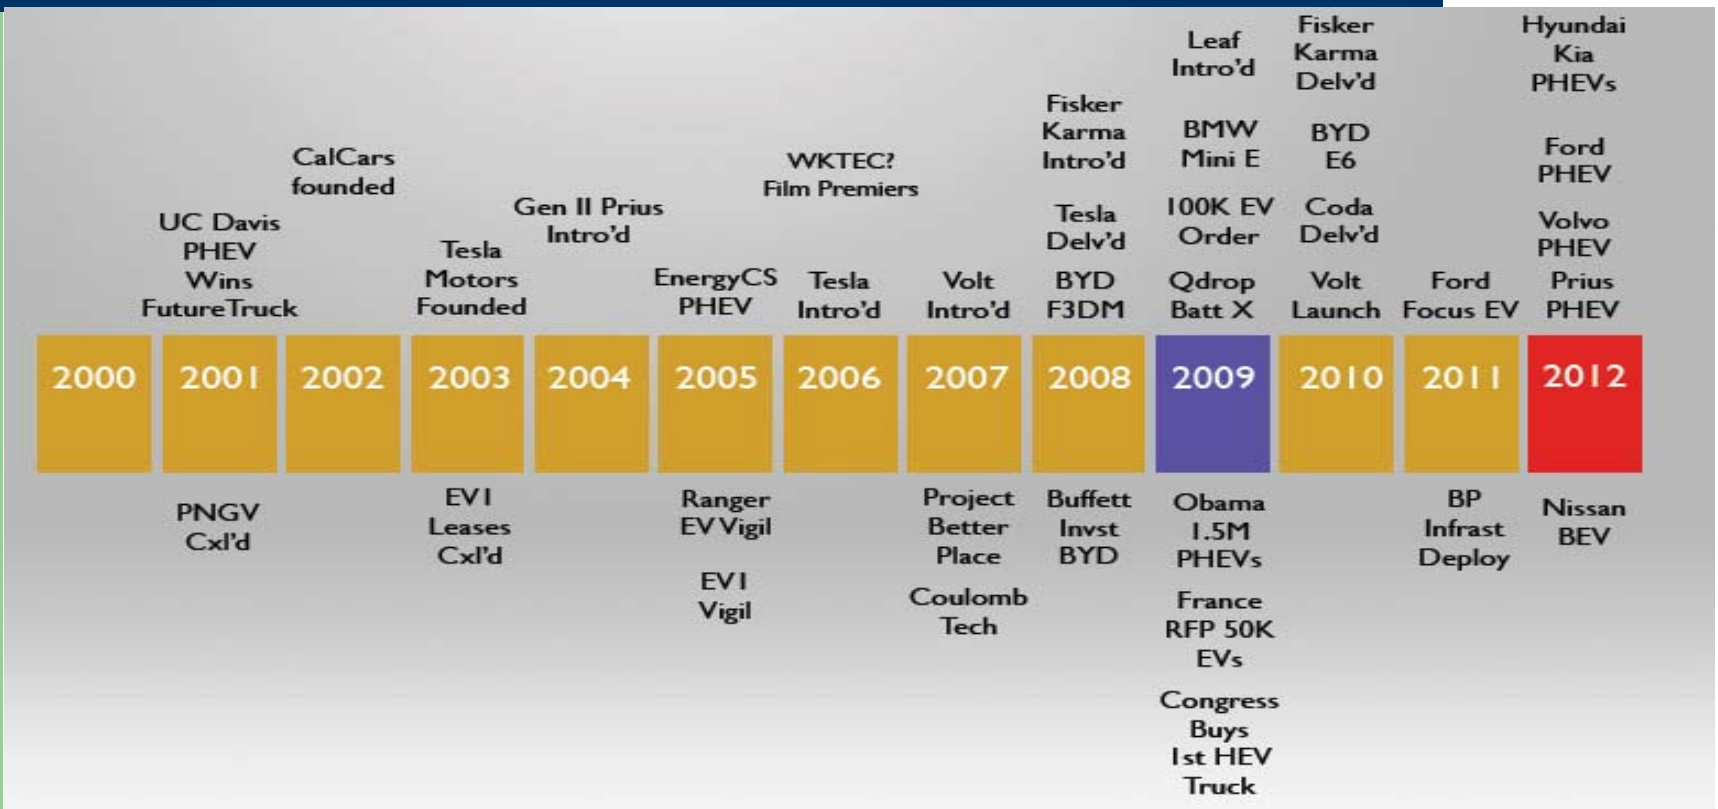 UC Davis
PHEV
Wins
FutureTruck
CalCars
founded
Tesla
Motors
Founded
Gen II Prius
Intro'd
EnergyCS
PHEV
WKTEC?
Film Premiers
Tesla
Intro'd
Volt
Intro'd
Fisker
Karma
Intro'd
Tesla
Delv'd
BYD
F3DM
Leaf
Intro'd
BMW
Mini E
100K EV
Order
Qdrop
Batt X
Fisker
Karma
Delv'd
BYD
E6
Coda
Delv'd
Volt
Launch
Ford
Focus EV
Hyundai
Kia
PHEVs
Ford
PHEV
Volvo
PHEV
Prius
PHEV
2000 2001 2002 2003 2004 2005 2006 2007 2008 2009 2010 2011 2012
PNGV
Cxl'd
EV1
Leases
Cxl'd
Ranger
EV Vigil
EV1
Vigil
Project
Better
Place
Coulomb
Tech
Buffett
Invst
BYD
Obama
1.5M
PHEVs
France
RFP 50K
EVs
Congress
Buys
1st HEV
Truck
BP
Infrast
Deploy
Nissan
BEV